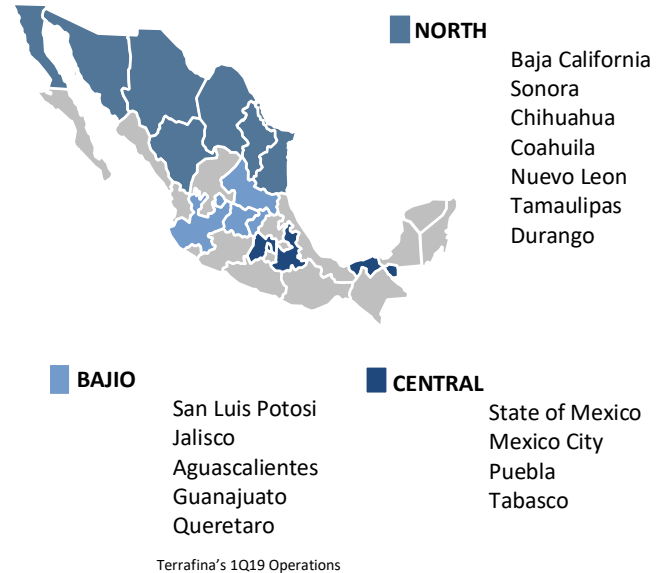 NORTH
Baja California
Sonora
Chihuahua
Coahuila
Nuevo Leon
Tamaulipas
Durango
BAJIO
San Luis Potosi
Jalisco
Aguascalientes
Guanajuato
Queretaro
CENTRAL
State of Mexico
Mexico City
Puebla
Tabasco
Terrafina's 1Q19 Operations